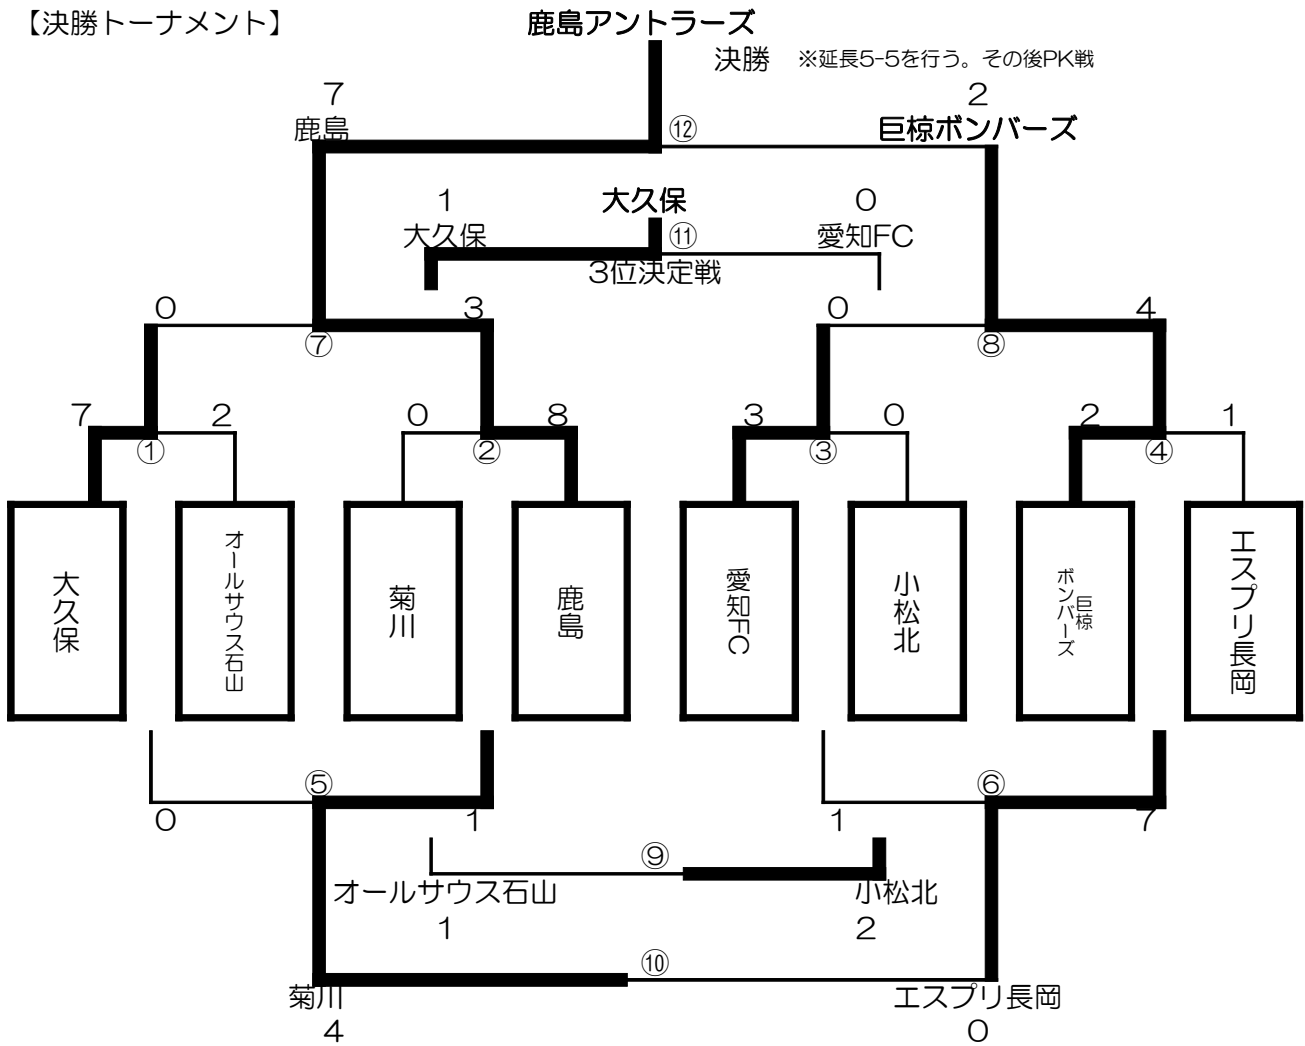 【決勝トーナメント】
鹿島アントラーズ
決勝 ※延長5-5を行う。その後PK戦
7
2
鹿島
⑫
巨椋ボンバーズ
1
大久保
0
大久保
⑪
愛知FC
3位決定戦
0
3
0
4
⑦
⑧
7
2
0
8
3
0
2
1
①
②
③
④
大久保
オールサウス石山
菊川
鹿島
愛知FC
小松北
巨椋
ボンバーズ
エスプリ長岡
⑤
⑥
0
1
1
7
⑨
オールサウス石山
小松北
1
2
⑩
菊川
エスプリ長岡
4
0